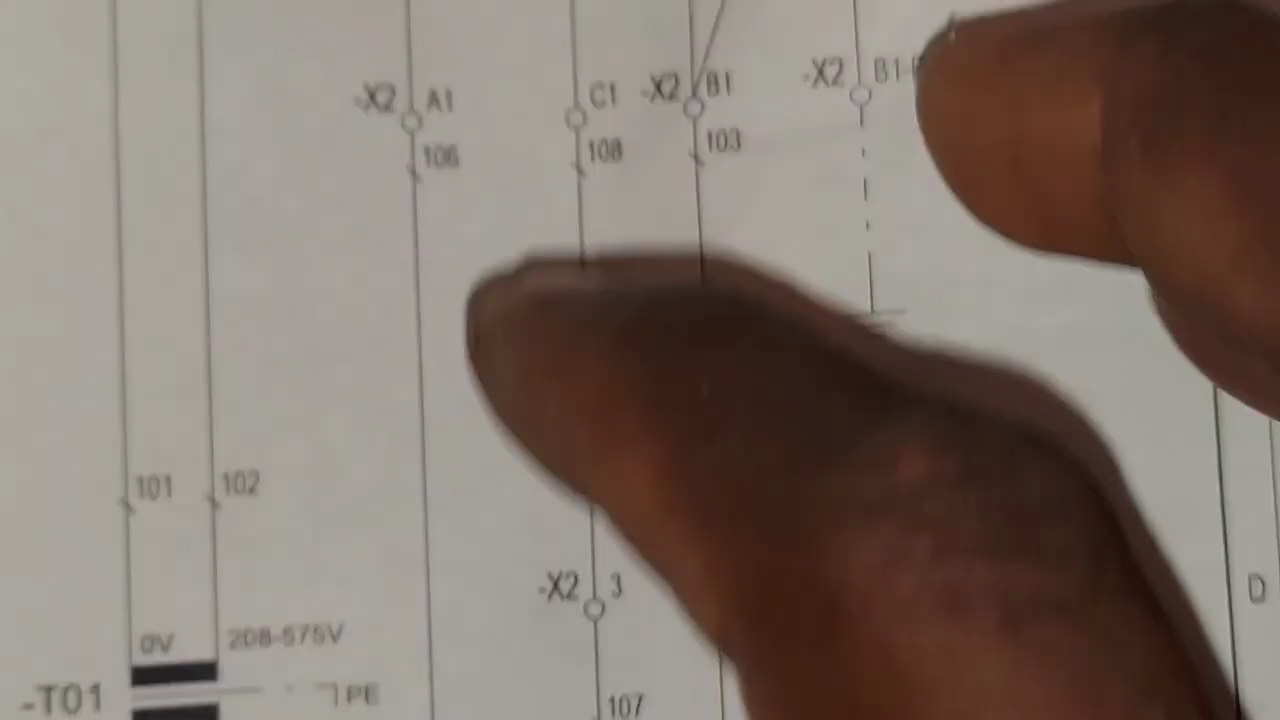 -X2 A1
C1
-X2 B1
-X2
106
108
103
101
102
-X2 3
0V
208-575V
-T01
PE
107
D